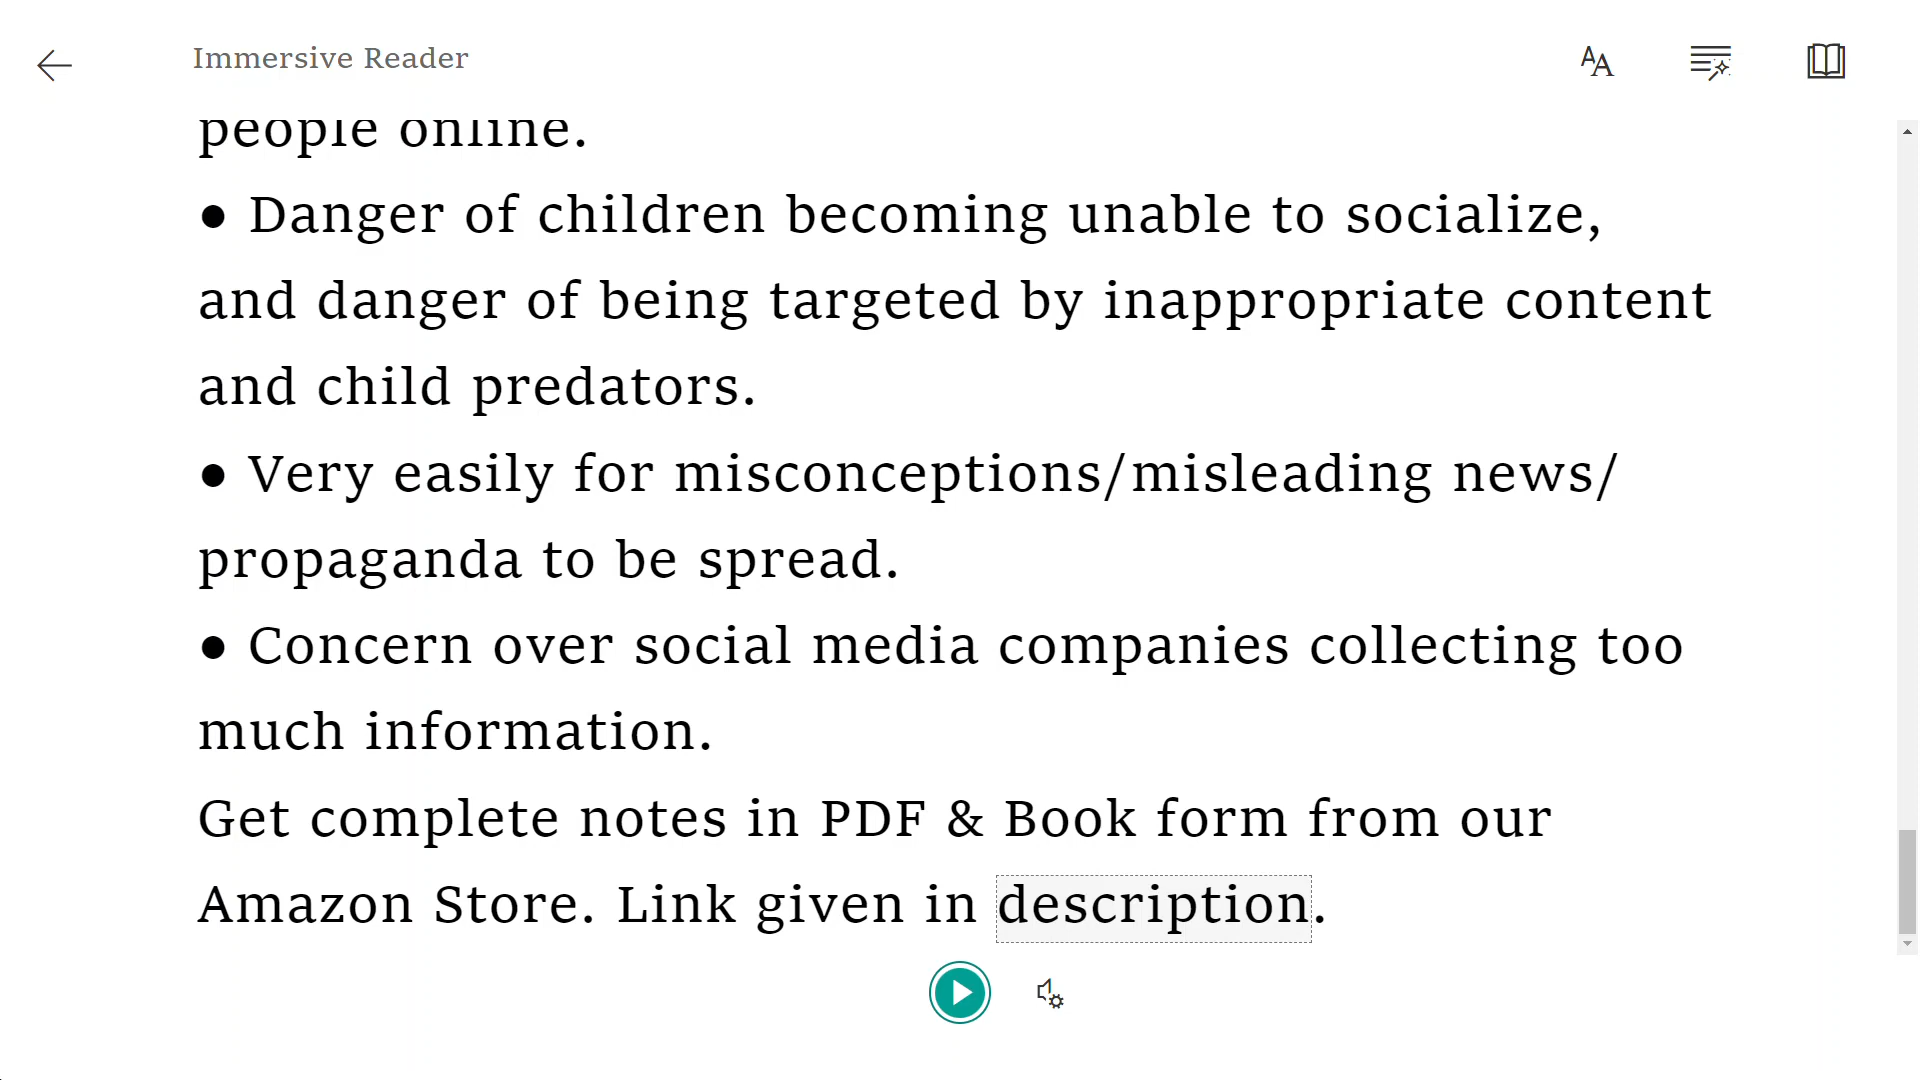 Immersive Reader
people online.
● Danger of children becoming unable to socialize,
and danger of being targeted by inappropriate content
and child predators.
● Very easily for misconceptions/misleading news/
propaganda to be spread.
● Concern over social media companies collecting too
much information.
Get complete notes in PDF & Book form from our
Amazon Store. Link given in description.